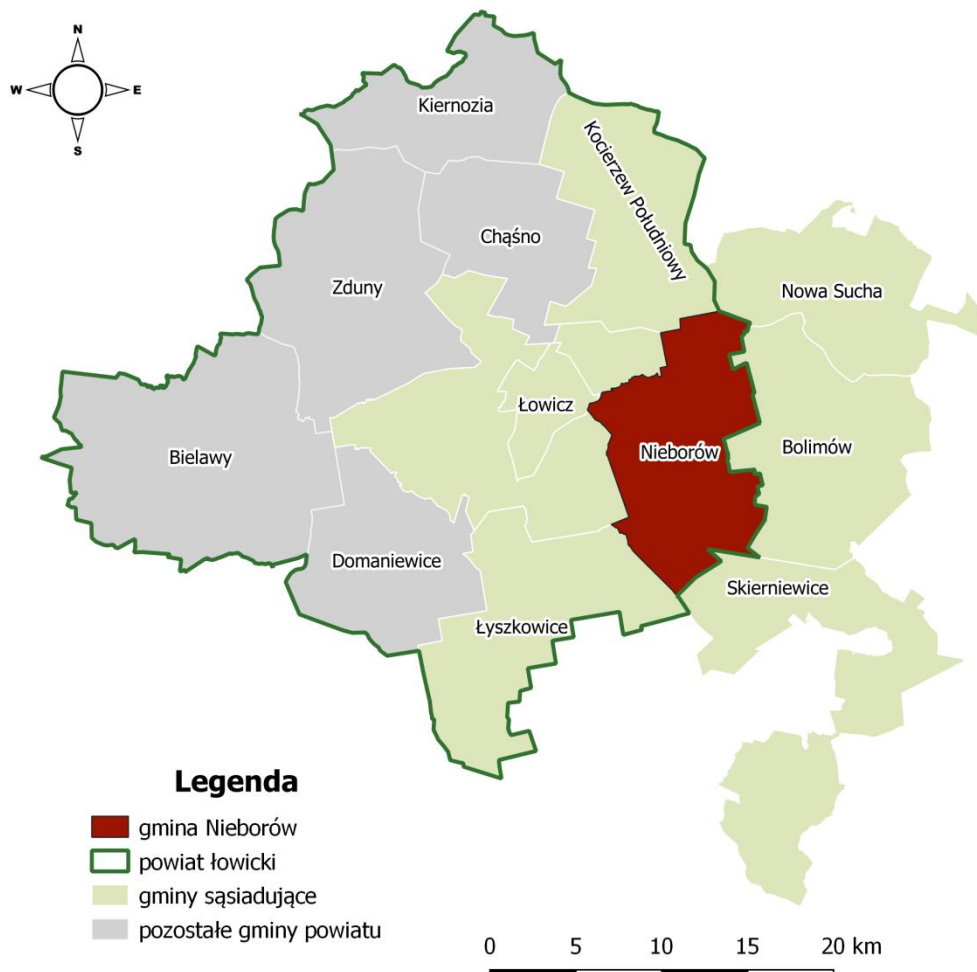 N
W
E
S
Kiernozia
Kocierzew Południowy
Chąśno
Zduny
Nowa Sucha
Łowicz
Bielawy
Nieborów
Bolimów
Domaniewice
Skierniewice
Łyszkowice
Legenda
gmina Nieborów
powiat łowicki
gminy sąsiadujące
pozostałe gminy powiatu
0 5 10 15 20 km